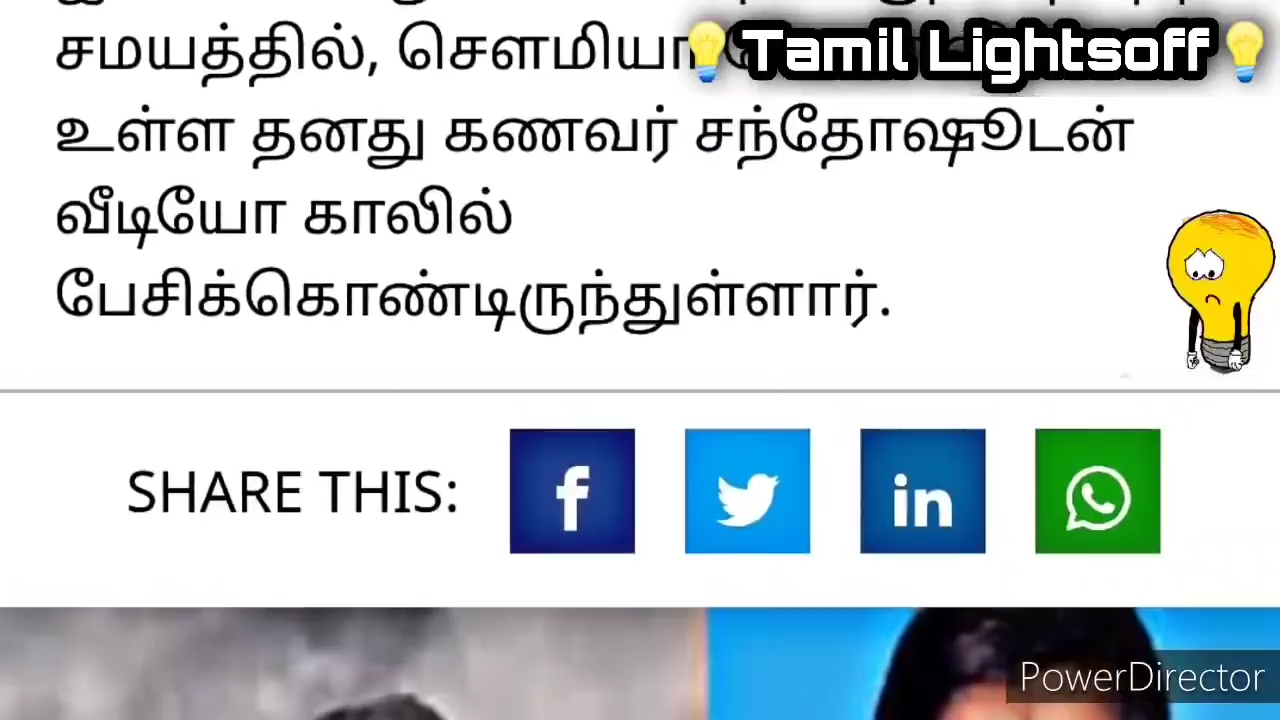 Tamil Lightsoff
சமயத்தில், சௌமியா
உள்ள தனது கணவர் சந்தோஷூடன்
வீடியோ காலில்
பேசிக்கொண்டிருந்துள்ளார்.
SHARE THIS:
f
in
PowerDirector